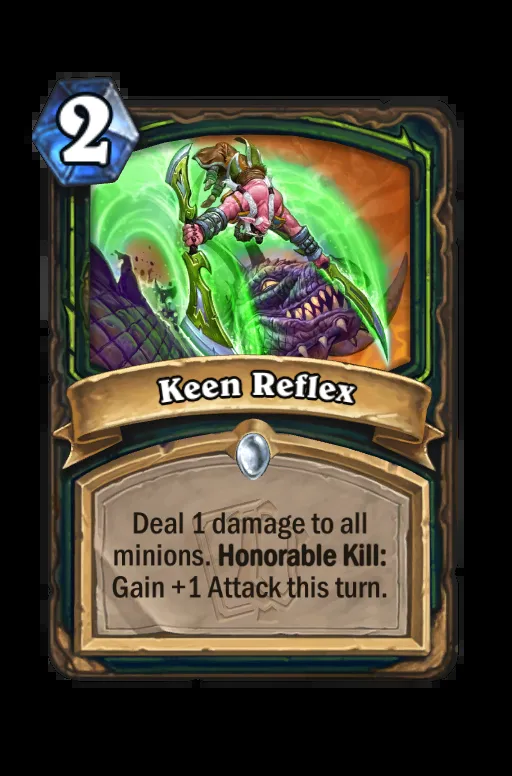 2
Keen Reflex
Deal 1 damage to all
minions. Honorable Kill:
Gain +1 Attack this turn.